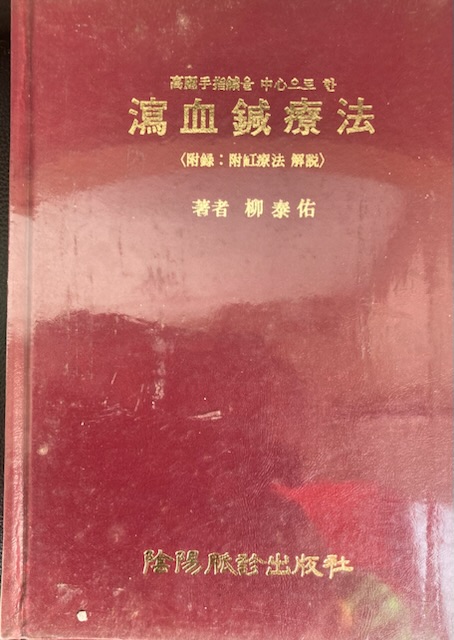 高麗手指鍼을 中心으로 한
瀉血鍼療法
〈附錄：附缸療法 解說〉
著者 柳泰佑
陰陽脈診出版社